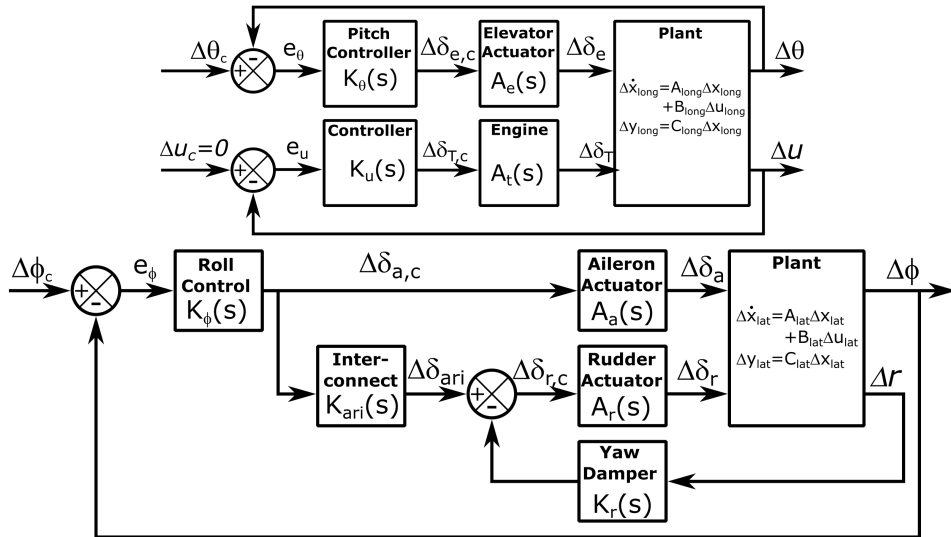 Δθc
+
-
eθ
Pitch
Controller
Kθ(s)
Δδe,c
Elevator
Actuator
Ae(s)
Δδe
Plant
Δẋlong=AlongΔxlong
+BlongΔulong
Δylong=ClongΔxlong
Δθ
Δuc=0
+
-
eu
Controller
Ku(s)
ΔδT,c
Engine
At(s)
ΔδT
Δu
Δϕc
+
-
eϕ
Roll
Control
Kϕ(s)
Δδa,c
Aileron
Actuator
Aa(s)
Δδa
Plant
Δẋlat=AlatΔxlat
+BlatΔulat
Δylat=ClatΔxlat
Δϕ
Inter-
connect
Kari(s)
Δδari
+
-
Δδr,c
Rudder
Actuator
Ar(s)
Δδr
Δr
Yaw
Damper
Kr(s)